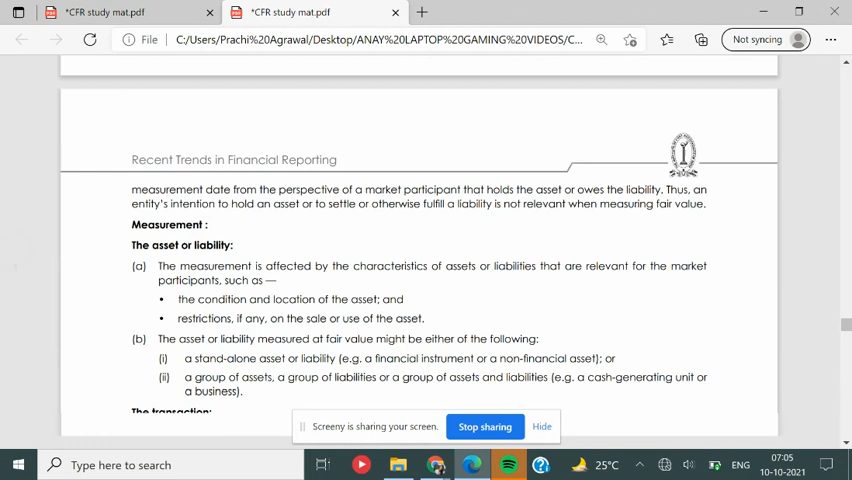 *CFR study mat.pdf
*CFR study mat.pdf
File
C:/Users/Prachi%20Agrawal/Desktop/ANAY%20LAPTOP%20GAMING%20VIDEOS/C...
Not syncing
Recent Trends in Financial Reporting
measurement date from the perspective of a market participant that holds the asset or owes the liability. Thus, an
entity's intention to hold an asset or to settle or otherwise fulfill a liability is not relevant when measuring fair value.
Measurement :
The asset or liability:
(a) The measurement is affected by the characteristics of assets or liabilities that are relevant for the market
participants, such as —
• the condition and location of the asset; and
• restrictions, if any, on the sale or use of the asset.
(b) The asset or liability measured at fair value might be either of the following:
(i) a stand-alone asset or liability (e.g. a financial instrument or a non-financial asset); or
(ii) a group of assets, a group of liabilities or a group of assets and liabilities (e.g. a cash-generating unit or
a business).
The transaction:
Screeny is sharing your screen.
Stop sharing
Hide
Type here to search
25°C
ENG
07:05
10-10-2021